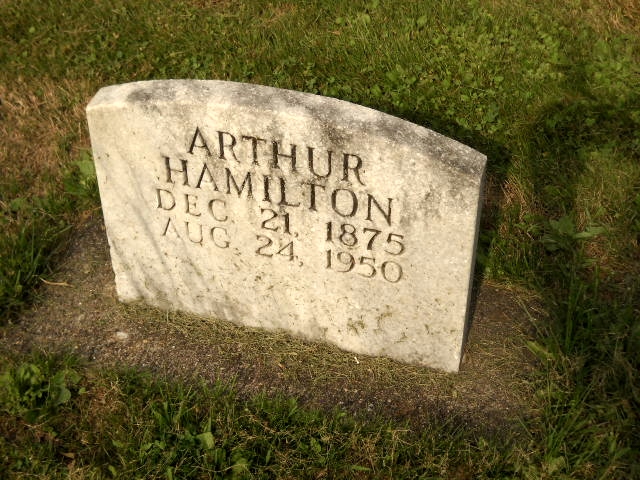 ARTHUR
HAMILTON
DEC. 21, 1875
AUG. 24, 1950